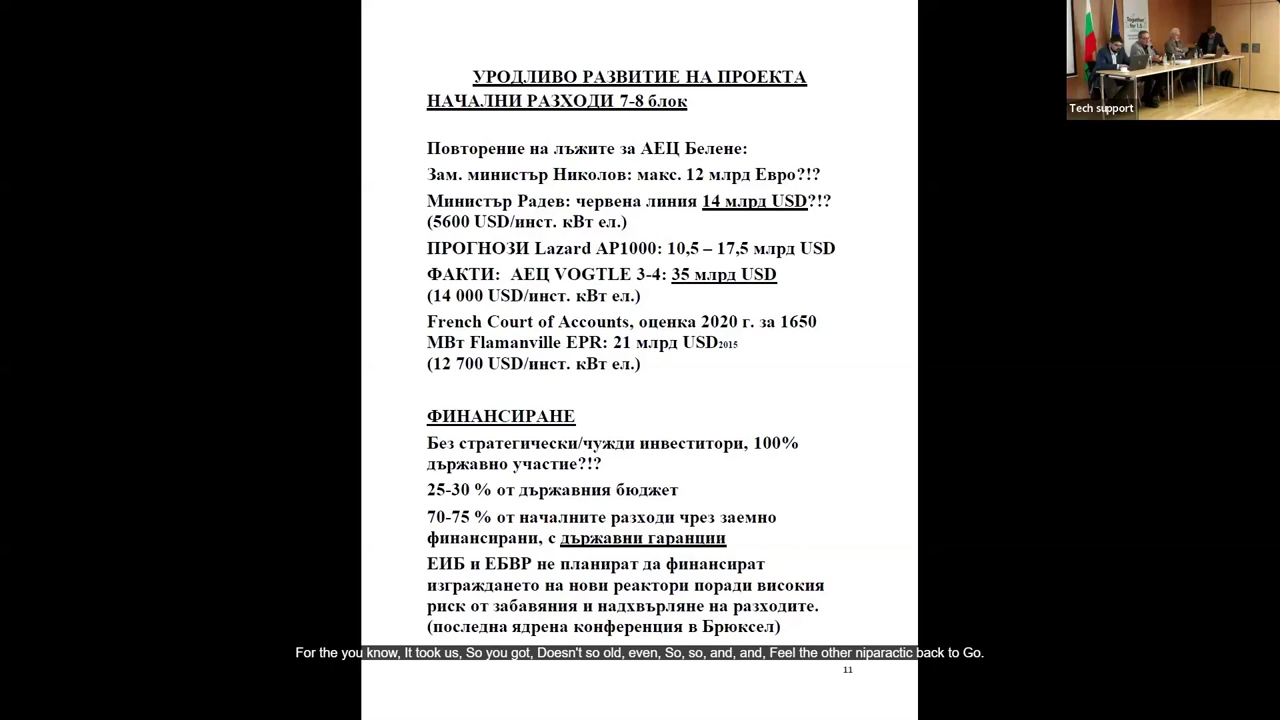 УРОДЛИВО РАЗВИТИЕ НА ПРОЕКТА
НАЧАЛНИ РАЗХОДИ 7-8 блок
Повторение на лъжите за АЕЦ Белене:
Зам. министър Николов: макс. 12 млрд Евро?!?
Министър Радев: червена линия 14 млрд USD?!?
(5600 USD/инст. кВт ел.)
ПРОГНОЗИ Lazard AP1000: 10,5 – 17,5 млрд USD
ФАКТИ: АЕЦ VOGTLE 3-4: 35 млрд USD
(14 000 USD/инст. кВт ел.)
French Court of Accounts, оценка 2020 г. за 1650
МВт Flamanville EPR: 21 млрд USD2015
(12 700 USD/инст. кВт ел.)
ФИНАНСИРАНЕ
Без стратегически/чужди инвеститори, 100%
държавно участие?!?
25-30 % от държавния бюджет
70-75 % от началните разходи чрез заемно
финансирани, с държавни гаранции
ЕИБ и ЕБВР не планират да финансират
изграждането на нови реактори поради високия
риск от забавяния и надхвърляне на разходите.
(последна ядрена конференция в Брюксел)
For the you know, It took us, So you got, Doesn't so old, even, So, so, and, and, Feel the other niparactic back to Go.
11
Together
for 1.5
Tech support